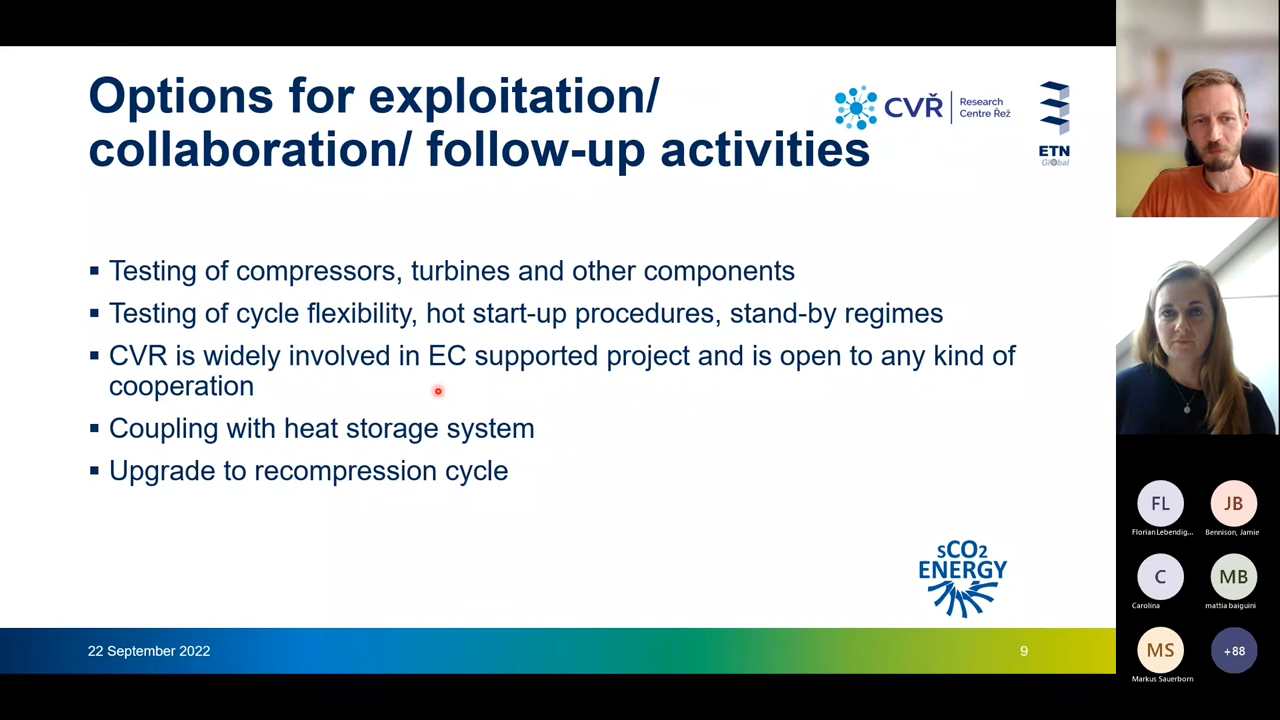 Options for exploitation/
collaboration/ follow-up activities
CVŘ
Research
Centre Řež
ETN
Global
▪ Testing of compressors, turbines and other components
▪ Testing of cycle flexibility, hot start-up procedures, stand-by regimes
▪ CVR is widely involved in EC supported project and is open to any kind of
cooperation
▪ Coupling with heat storage system
▪ Upgrade to recompression cycle
sCO2
ENERGY
22 September 2022
9
FL
JB
Florian Lebendig...
Bennison, Jamie
C
MB
Carolina
mattia baiguini
MS
+88
Markus Sauerborn